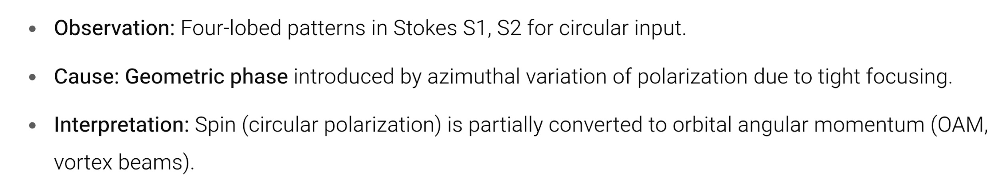 • Observation: Four-lobed patterns in Stokes S1, S2 for circular input.
• Cause: Geometric phase introduced by azimuthal variation of polarization due to tight focusing.
• Interpretation: Spin (circular polarization) is partially converted to orbital angular momentum (OAM,
vortex beams).